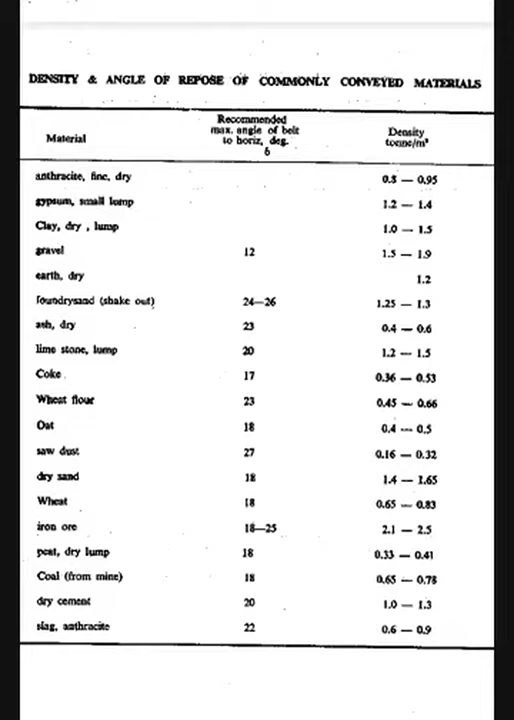 DENSITY & ANGLE OF REPOSE OF COMMONLY CONVEYED MATERIALS
Material Recommended max. angle of belt to horiz, deg. δ Density tonne/m³
anthracite, fine, dry 0.8 — 0.95
gypsum, small lump 1.2 — 1.4
Clay, dry , lump 1.0 — 1.5
gravel 12 1.5 — 1.9
earth, dry 1.2
foundrysand (shake out) 24—26 1.25 — 1.3
ash, dry 23 0.4 — 0.6
lime stone, lump 20 1.2 — 1.5
Coke 17 0.36 — 0.53
Wheat flour 23 0.45 — 0.66
Oat 18 0.4 — 0.5
saw dust 27 0.16 — 0.32
dry sand 18 1.4 — 1.65
Wheat 18 0.65 — 0.83
iron ore 18—25 2.1 — 2.5
peat, dry lump 18 0.33 — 0.41
Coal (from mine) 18 0.65 — 0.78
dry cement 20 1.0 — 1.3
slag, anthracite 22 0.6 — 0.9